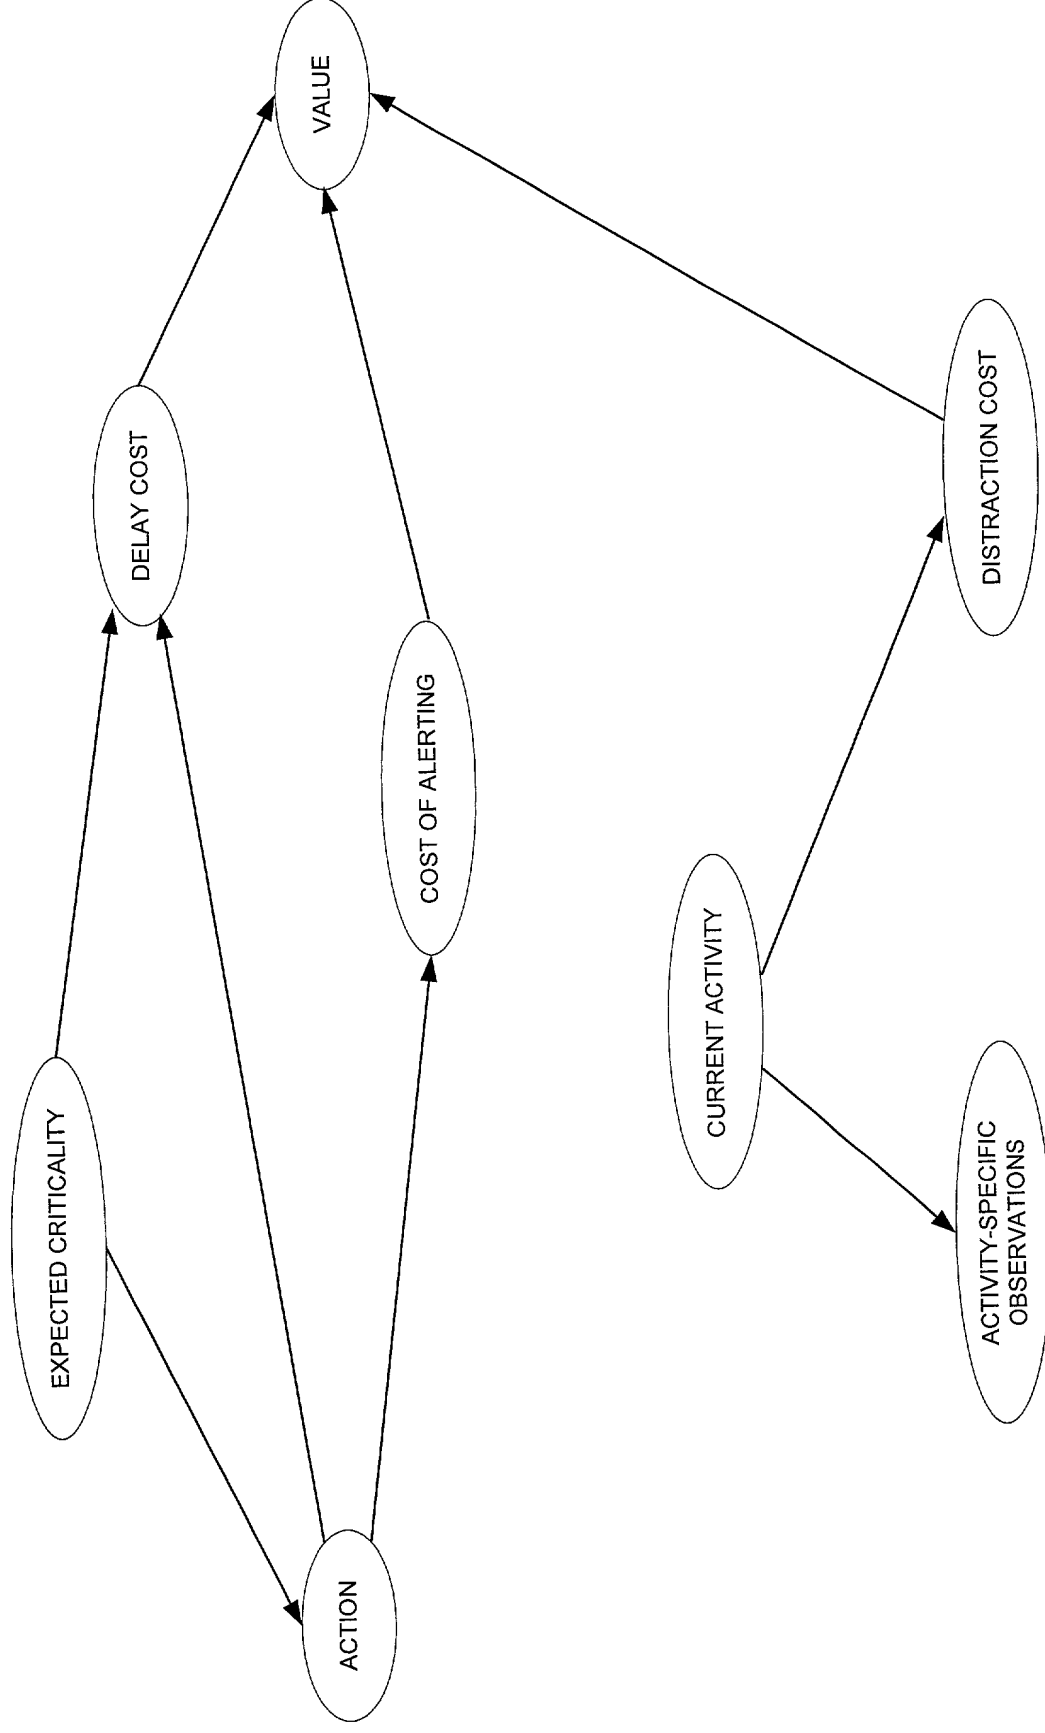 EXPECTED CRITICALITY
DELAY COST
VALUE
ACTION
COST OF ALERTING
CURRENT ACTIVITY
ACTIVITY-SPECIFIC
OBSERVATIONS
DISTRACTION COST